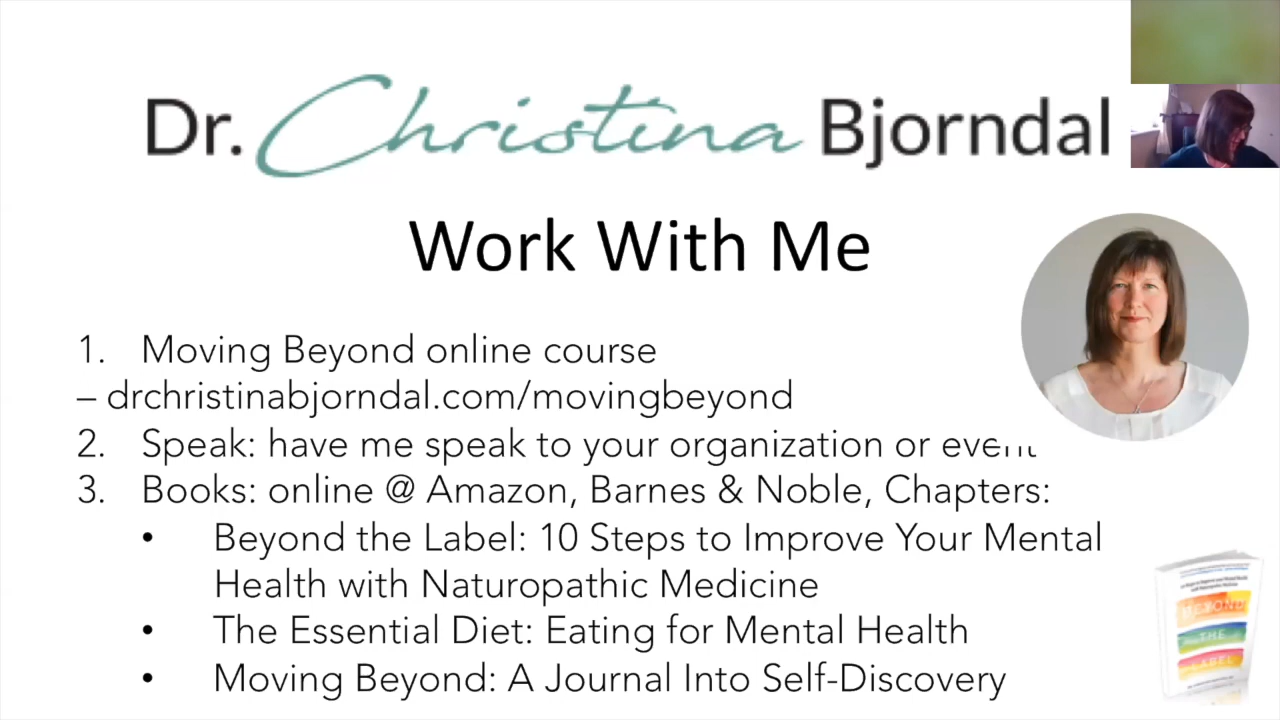 Dr. Christina Bjorndal
Work With Me
1. Moving Beyond online course
– drchristinabjorndal.com/movingbeyond
2. Speak: have me speak to your organization or event
3. Books: online @ Amazon, Barnes & Noble, Chapters:
• Beyond the Label: 10 Steps to Improve Your Mental
Health with Naturopathic Medicine
• The Essential Diet: Eating for Mental Health
• Moving Beyond: A Journal Into Self-Discovery
BEYOND
THE
LABEL